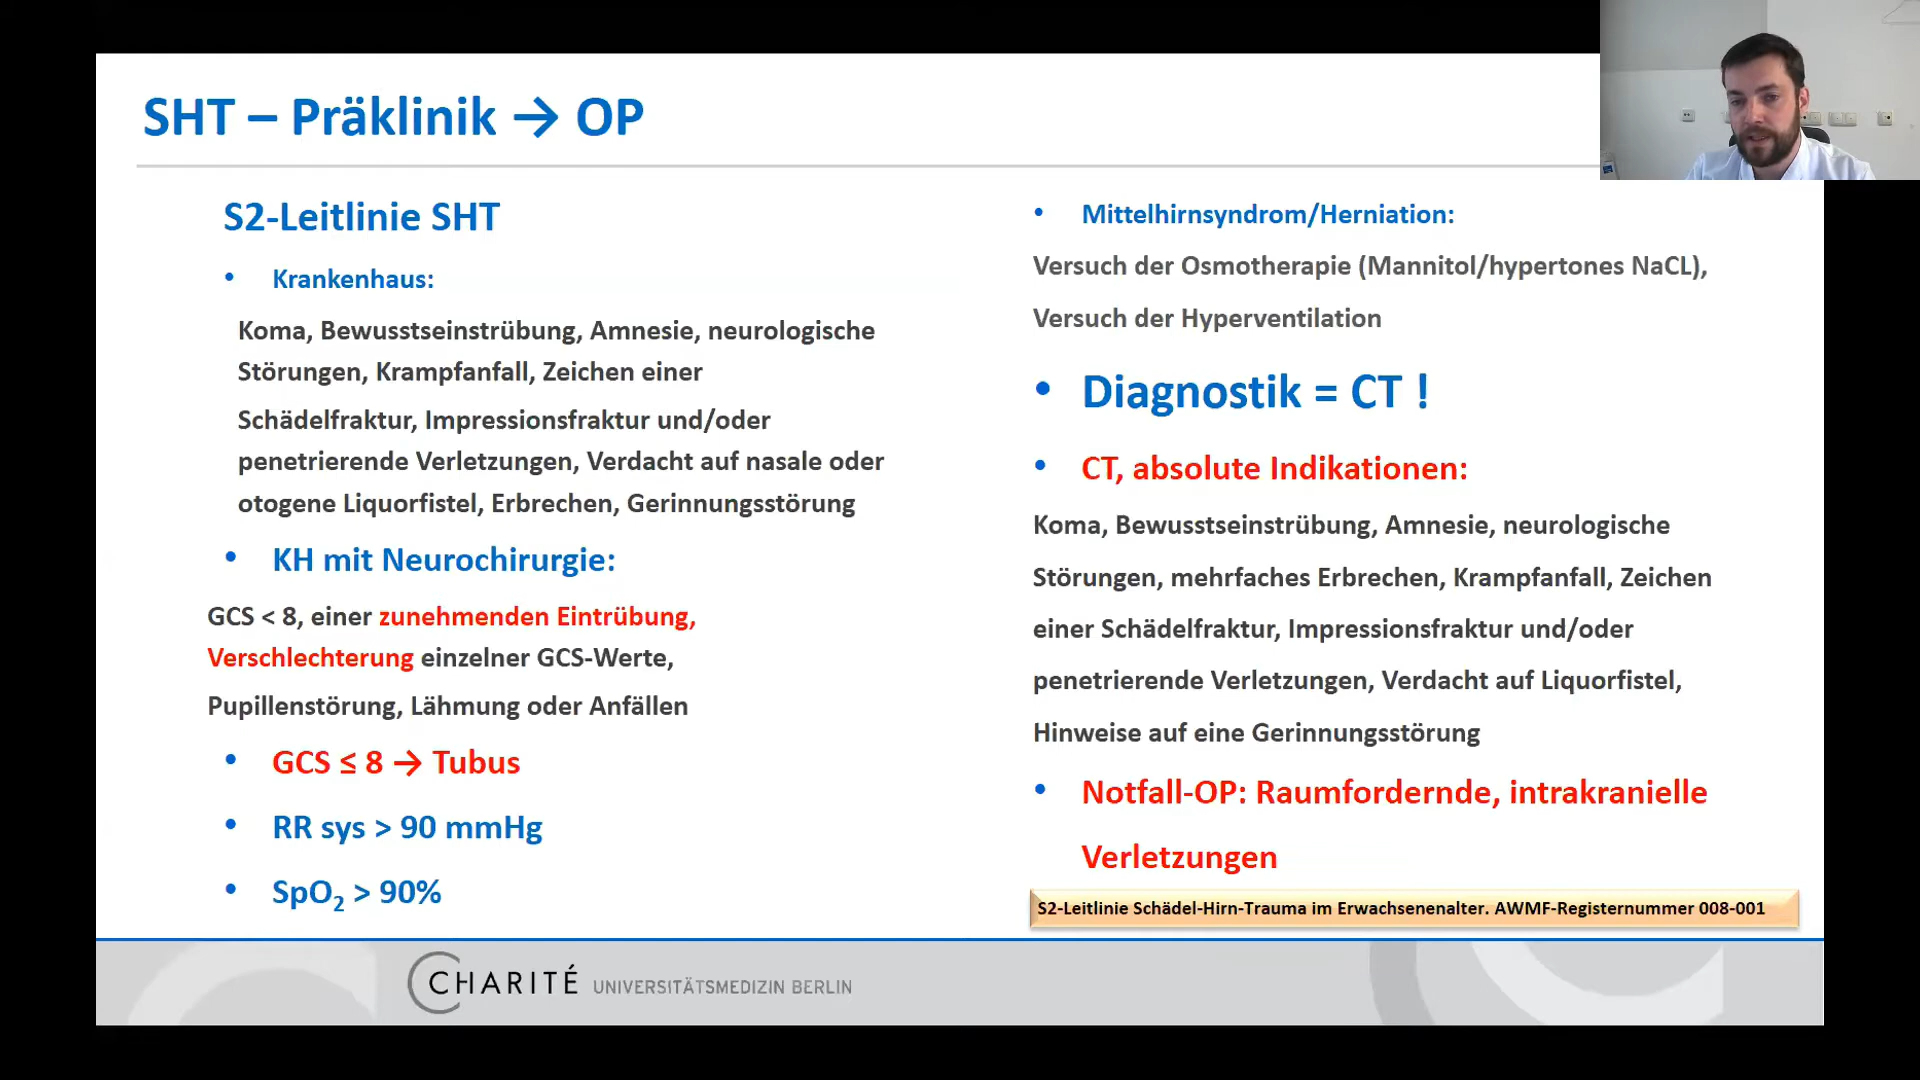 SHT – Präklinik → OP
S2-Leitlinie SHT
• Krankenhaus:
Koma, Bewusstseinstrübung, Amnesie, neurologische
Störungen, Krampfanfall, Zeichen einer
Schädelfraktur, Impressionsfraktur und/oder
penetrierende Verletzungen, Verdacht auf nasale oder
otogene Liquorfistel, Erbrechen, Gerinnungsstörung
• KH mit Neurochirurgie:
GCS < 8, einer zunehmenden Eintrübung,
Verschlechterung einzelner GCS-Werte,
Pupillenstörung, Lähmung oder Anfällen
• GCS ≤ 8 → Tubus
• RR sys > 90 mmHg
• SpO₂ > 90%
• Mittelhirnsyndrom/Herniation:
Versuch der Osmotherapie (Mannitol/hypertones NaCL),
Versuch der Hyperventilation
• Diagnostik = CT !
• CT, absolute Indikationen:
Koma, Bewusstseinstrübung, Amnesie, neurologische
Störungen, mehrfaches Erbrechen, Krampfanfall, Zeichen
einer Schädelfraktur, Impressionsfraktur und/oder
penetrierende Verletzungen, Verdacht auf Liquorfistel,
Hinweise auf eine Gerinnungsstörung
• Notfall-OP: Raumfordernde, intrakranielle
Verletzungen
S2-Leitlinie Schädel-Hirn-Trauma im Erwachsenenalter. AWMF-Registernummer 008-001
CHARITÉ UNIVERSITÄTSMEDIZIN BERLIN